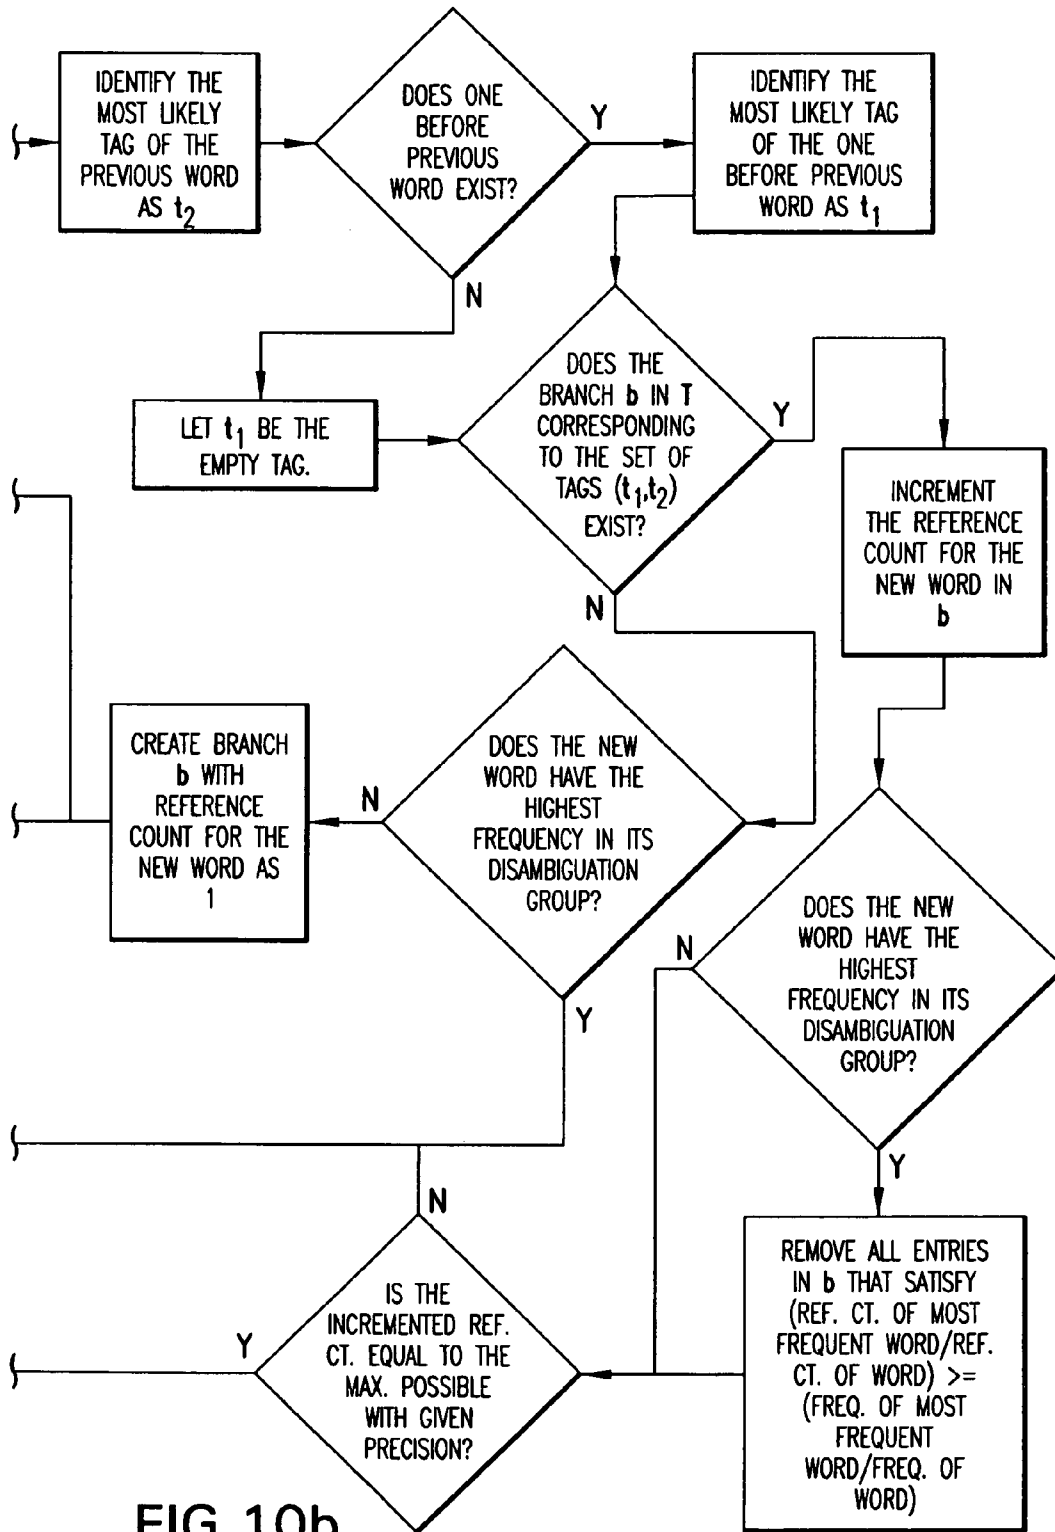 IDENTIFY THE
MOST LIKELY
TAG OF THE
PREVIOUS WORD
AS t2
DOES ONE
BEFORE
PREVIOUS
WORD EXIST?
Y
IDENTIFY THE
MOST LIKELY TAG
OF THE ONE
BEFORE PREVIOUS
WORD AS t1
N
LET t1 BE THE
EMPTY TAG.
DOES THE
BRANCH b IN T
CORRESPONDING
TO THE SET OF
TAGS (t1,t2)
EXIST?
Y
INCREMENT
THE REFERENCE
COUNT FOR THE
NEW WORD IN
b
N
CREATE BRANCH
b WITH
REFERENCE
COUNT FOR THE
NEW WORD AS
1
N
DOES THE NEW
WORD HAVE THE
HIGHEST
FREQUENCY IN ITS
DISAMBIGUATION
GROUP?
Y
N
DOES THE NEW
WORD HAVE THE
HIGHEST
FREQUENCY IN ITS
DISAMBIGUATION
GROUP?
Y
N
Y
IS THE
INCREMENTED REF.
CT. EQUAL TO THE
MAX. POSSIBLE
WITH GIVEN
PRECISION?
REMOVE ALL ENTRIES
IN b THAT SATISFY
(REF. CT. OF MOST
FREQUENT WORD/REF.
CT. OF WORD) >=
(FREQ. OF MOST
FREQUENT
WORD/FREQ. OF
WORD)
FIG. 10b